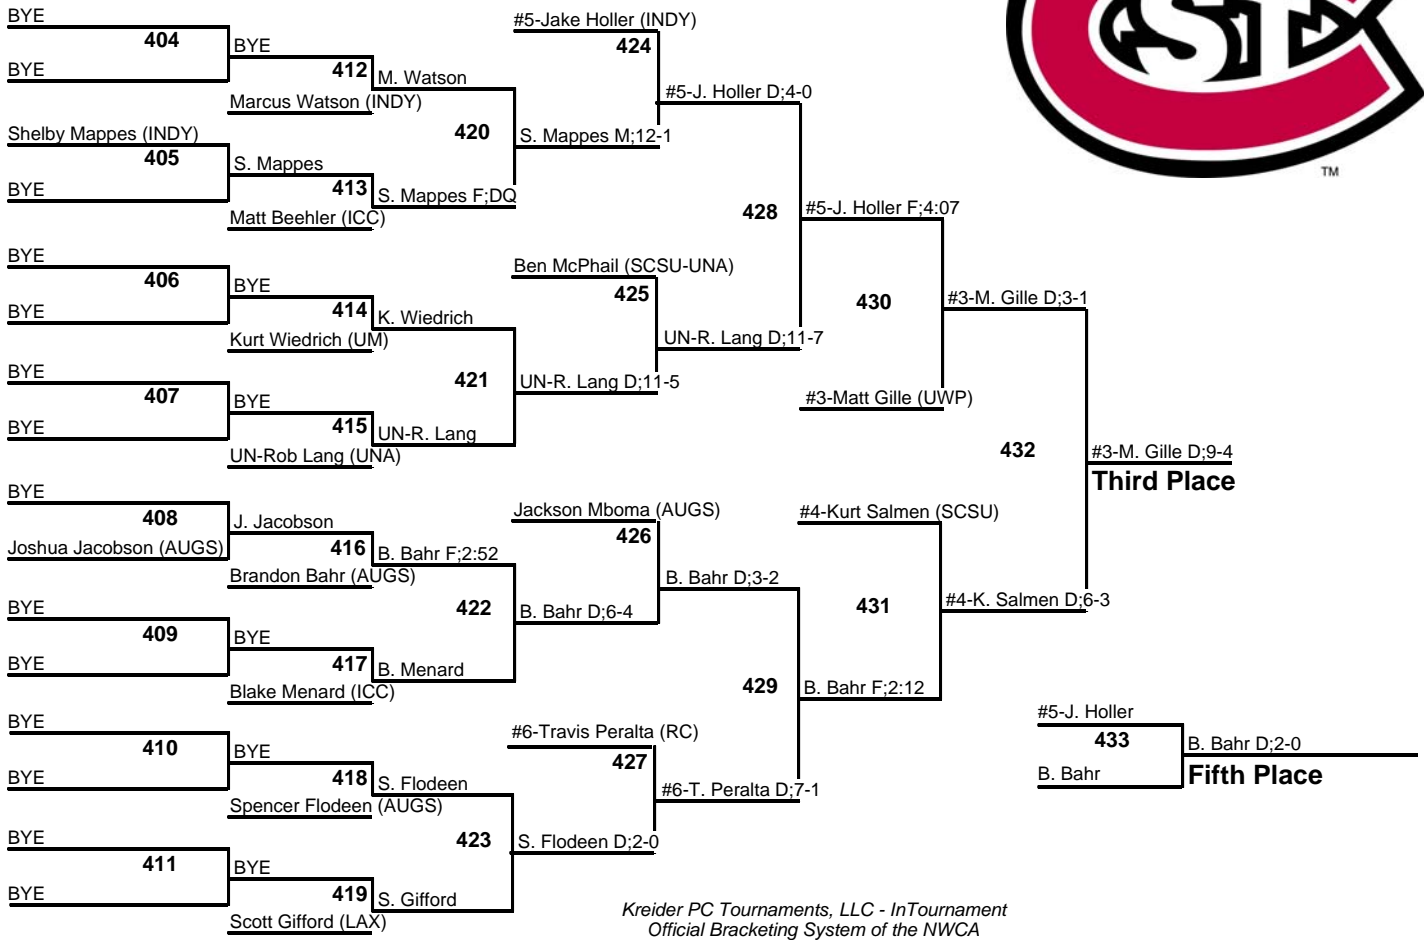 BYE
404
BYE
BYE
412
M. Watson
Marcus Watson (INDY)
420
S. Mappes M;12-1
Shelby Mappes (INDY)
405
S. Mappes
BYE
413
S. Mappes F;DQ
Matt Beehler (ICC)
#5-Jake Holler (INDY)
424
#5-J. Holler D;4-0
428
#5-J. Holler F;4:07
BYE
406
BYE
BYE
414
K. Wiedrich
Kurt Wiedrich (UM)
421
UN-R. Lang D;11-5
BYE
407
BYE
BYE
415
UN-R. Lang
UN-Rob Lang (UNA)
Ben McPhail (SCSU-UNA)
425
UN-R. Lang D;11-7
430
#3-M. Gille D;3-1
#3-Matt Gille (UWP)
432
#3-M. Gille D;9-4
Third Place
BYE
408
J. Jacobson
Joshua Jacobson (AUGS)
416
B. Bahr F;2:52
Brandon Bahr (AUGS)
422
B. Bahr D;6-4
BYE
409
BYE
BYE
417
B. Menard
Blake Menard (ICC)
Jackson Mboma (AUGS)
426
B. Bahr D;3-2
#4-Kurt Salmen (SCSU)
431
#4-K. Salmen D;6-3
429
B. Bahr F;2:12
BYE
410
BYE
BYE
418
S. Flodeen
Spencer Flodeen (AUGS)
423
S. Flodeen D;2-0
BYE
411
BYE
BYE
419
S. Gifford
Scott Gifford (LAX)
#6-Travis Peralta (RC)
427
#6-T. Peralta D;7-1
#5-J. Holler
433
B. Bahr D;2-0
B. Bahr
Fifth Place
Kreider PC Tournaments, LLC - InTournament
Official Bracketing System of the NWCA
ST
TM